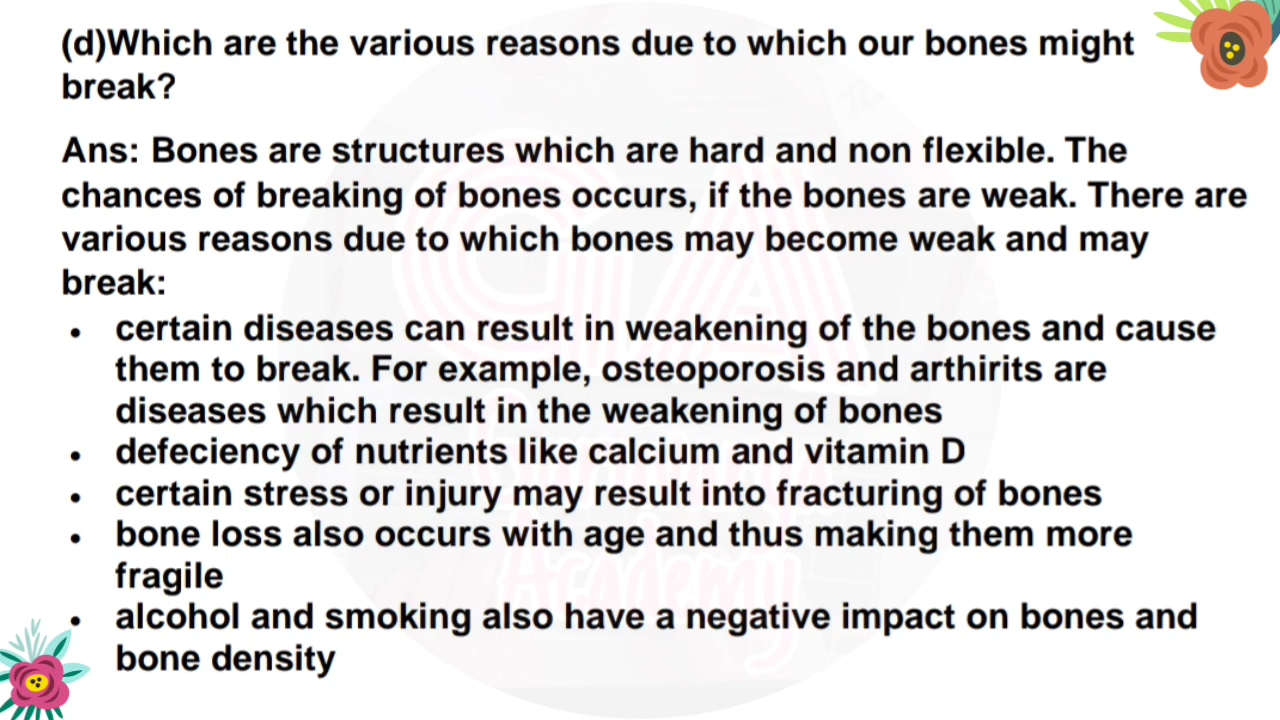 (d)Which are the various reasons due to which our bones might
break?
Ans: Bones are structures which are hard and non flexible. The
chances of breaking of bones occurs, if the bones are weak. There are
various reasons due to which bones may become weak and may
break:
• certain diseases can result in weakening of the bones and cause
them to break. For example, osteoporosis and arthirits are
diseases which result in the weakening of bones
• defeciency of nutrients like calcium and vitamin D
• certain stress or injury may result into fracturing of bones
• bone loss also occurs with age and thus making them more
fragile
• alcohol and smoking also have a negative impact on bones and
bone density
Academy